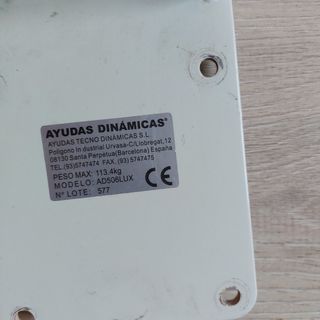 AYUDAS DINÁMICAS®
AYUDAS TECNO DINÁMICAS S.L.
Polígono Industrial Urvasa-C/Llobregat,12
08130 Santa Perpètua(Barcelona) España
TEL.(93)5747474 FAX. (93) 5747475
PESO MAX: 113.4kg
MODELO: AD506LUX
Nº LOTE: 577
CE